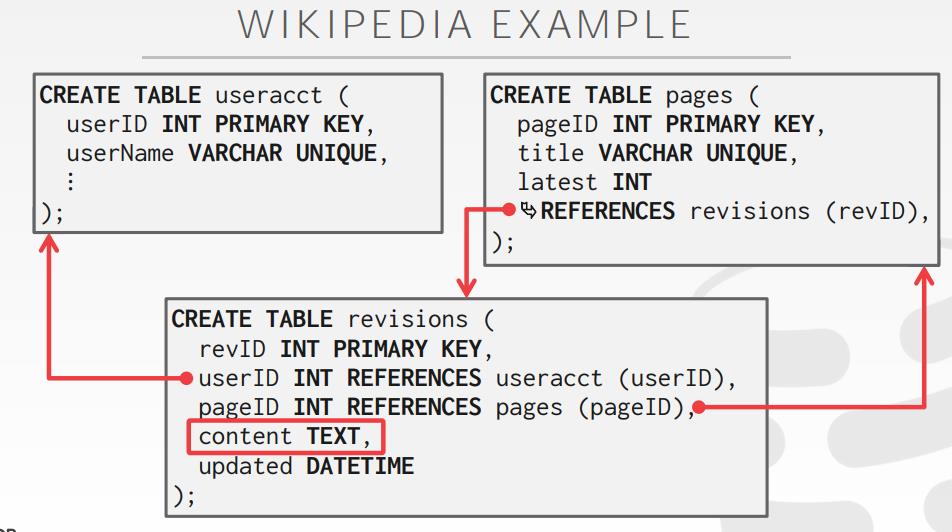 WIKIPEDIA EXAMPLE
CREATE TABLE useracct (
userID INT PRIMARY KEY,
userName VARCHAR UNIQUE,
⋮
);
CREATE TABLE pages (
pageID INT PRIMARY KEY,
title VARCHAR UNIQUE,
latest INT
↳REFERENCES revisions (revID),
);
CREATE TABLE revisions (
revID INT PRIMARY KEY,
userID INT REFERENCES useracct (userID),
pageID INT REFERENCES pages (pageID),
content TEXT,
updated DATETIME
);